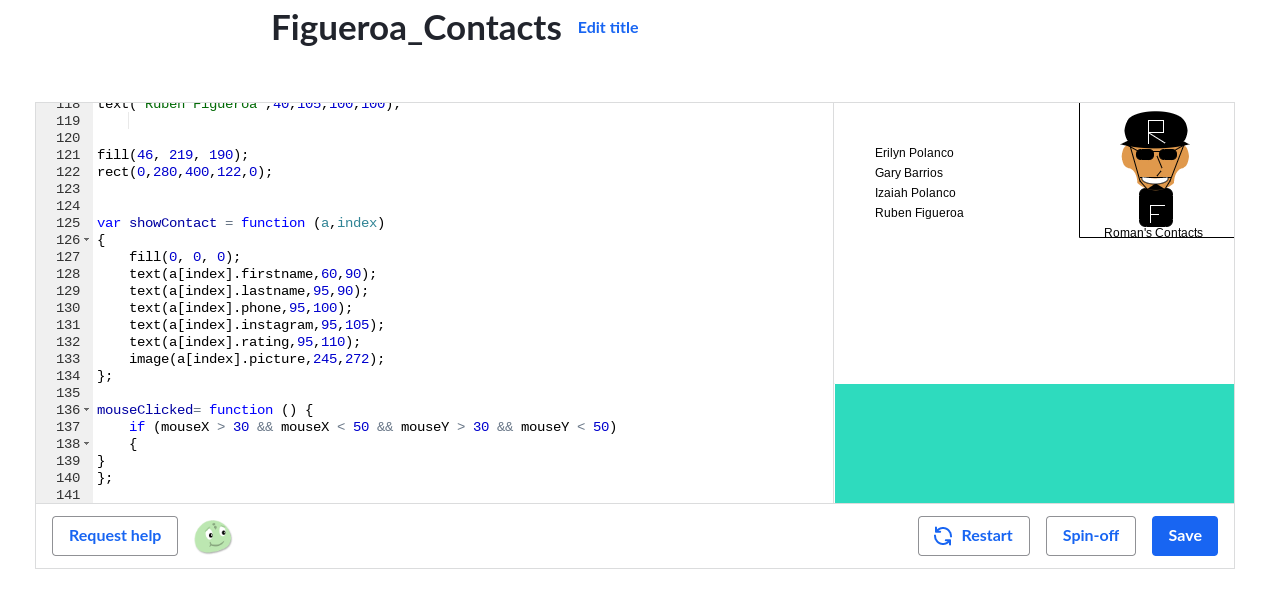 Figueroa_Contacts Edit title
118 text("Ruben Figueroa",40,105,100,100);
119
120
121 fill(46, 219, 190);
122 rect(0,280,400,122,0);
123
124
125 var showContact = function (a,index)
126 {
127 fill(0, 0, 0);
128 text(a[index].firstname,60,90);
129 text(a[index].lastname,95,90);
130 text(a[index].phone,95,100);
131 text(a[index].instagram,95,105);
132 text(a[index].rating,95,110);
133 image(a[index].picture,245,272);
134 };
135
136 mouseClicked= function () {
137 if (mouseX > 30 && mouseX < 50 && mouseY > 30 && mouseY < 50)
138 {
139 }
140 };
141
Erilyn Polanco
Gary Barrios
Izaiah Polanco
Ruben Figueroa
R
F
Roman's Contacts
Request help
Restart
Spin-off
Save